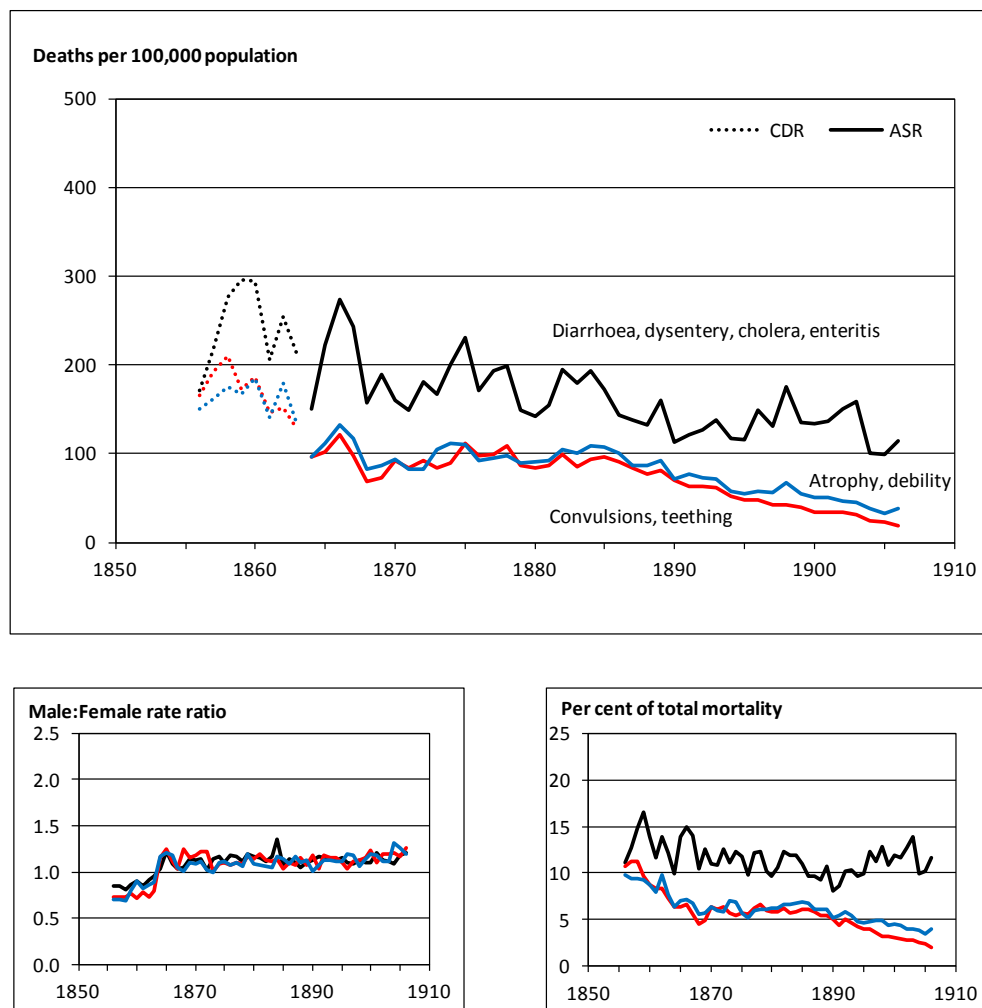 Deaths per 100,000 population
500
CDR ASR
400
300
Diarrhoea, dysentery, cholera, enteritis
200
100
Atrophy, debility
Convulsions, teething
0
1850 1860 1870 1880 1890 1900 1910
Male:Female rate ratio
2.5
2.0
1.5
1.0
0.5
0.0
1850 1870 1890 1910
Per cent of total mortality
25
20
15
10
5
0
1850 1870 1890 1910